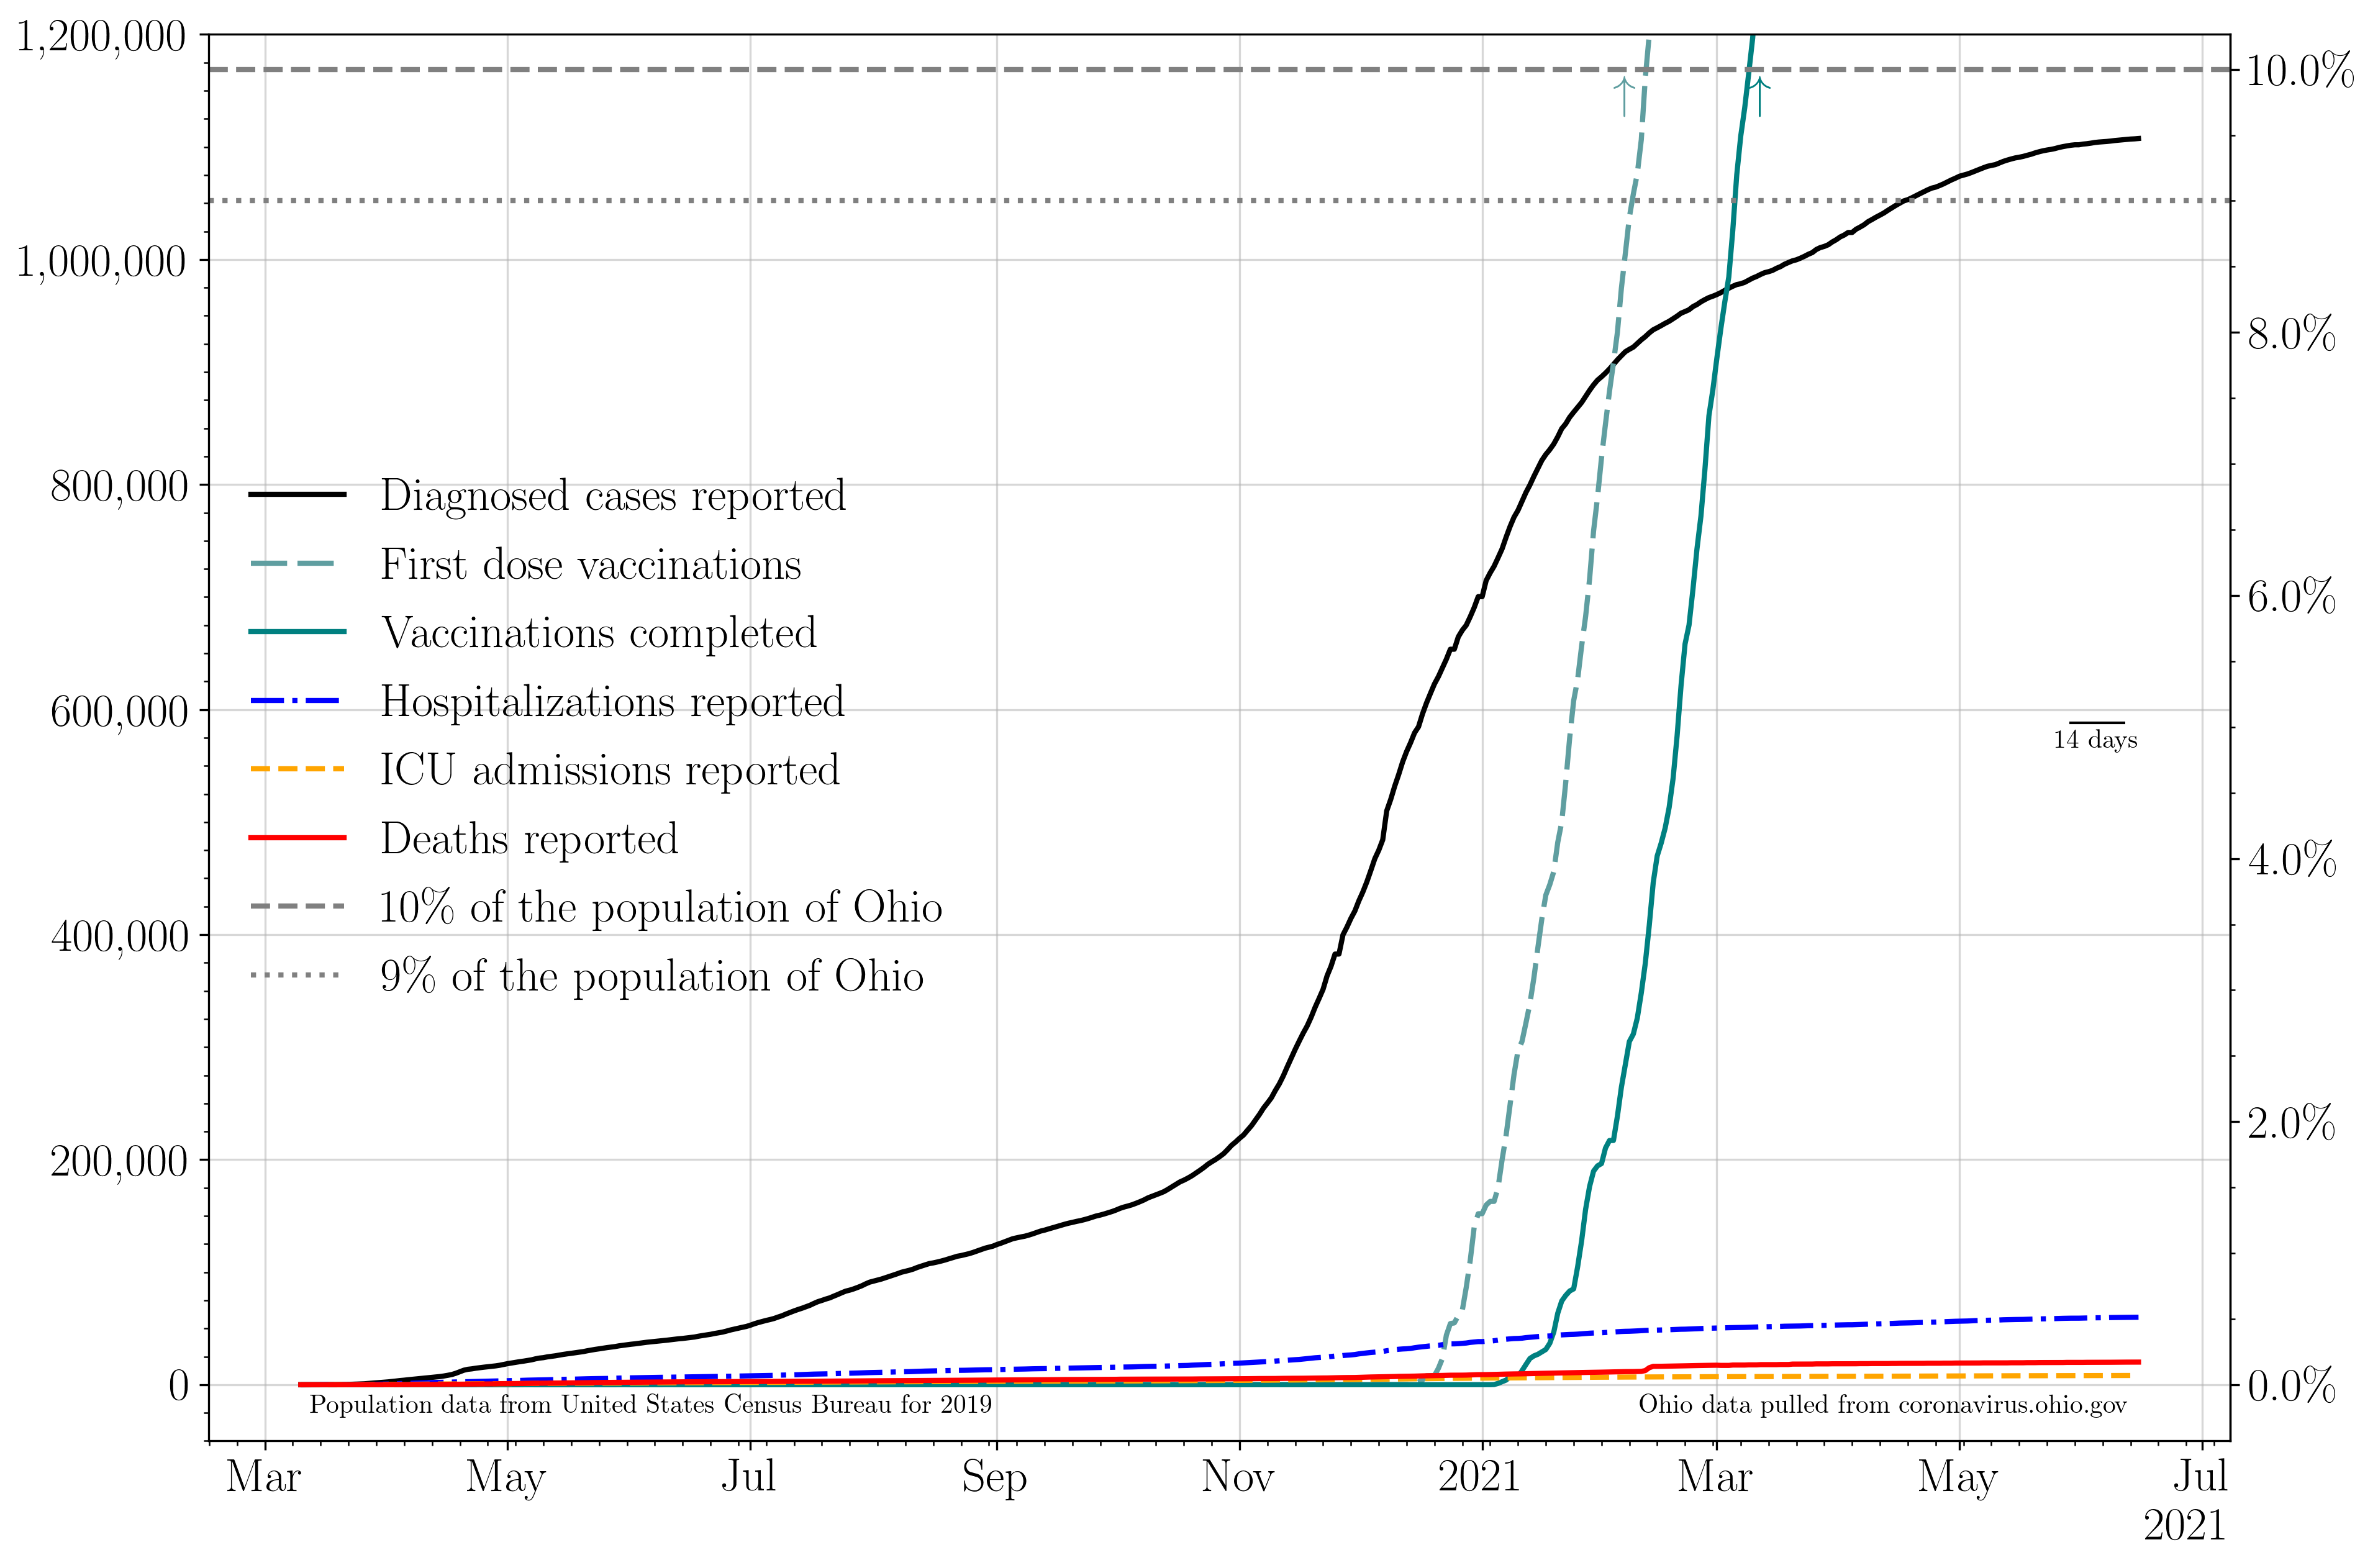 1,200,000
10.0%
↑ ↑
1,000,000
8.0%
800,000
Diagnosed cases reported
First dose vaccinations
6.0%
Vaccinations completed
600,000
Hospitalizations reported
14 days
ICU admissions reported
Deaths reported
4.0%
10% of the population of Ohio
400,000
9% of the population of Ohio
200,000
2.0%
0
0.0%
Population data from United States Census Bureau for 2019
Ohio data pulled from coronavirus.ohio.gov
Mar May Jul Sep Nov 2021 Mar May Jul
2021